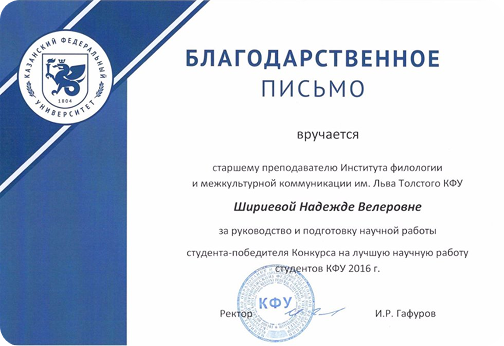 КАЗАНСКИЙ ФЕДЕРАЛЬНЫЙ
УНИВЕРСИТЕТ
1804
БЛАГОДАРСТВЕННОЕ
ПИСЬМО
вручается
старшему преподавателю Института филологии
и межкультурной коммуникации им. Льва Толстого КФУ
Шириевой Надежде Велеровне
за руководство и подготовку научной работы
студента-победителя Конкурса на лучшую научную работу
студентов КФУ 2016 г.
КФУ
Ректор
И.Р. Гафуров